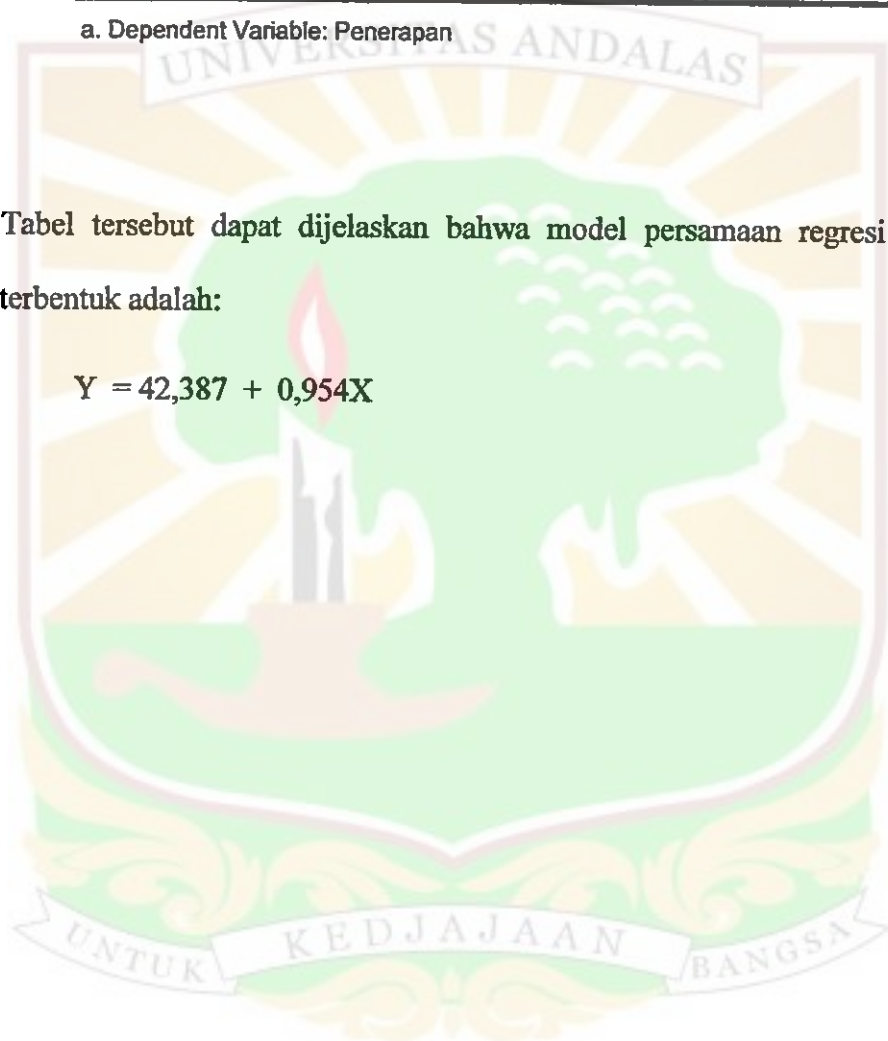 a. Dependent Variable: Penerapan
UNIVERSITAS ANDALAS
Tabel tersebut dapat dijelaskan bahwa model persamaan regresi
terbentuk adalah:
Y = 42,387 + 0,954X
UNTUK KEDJAJAAN BANGSA